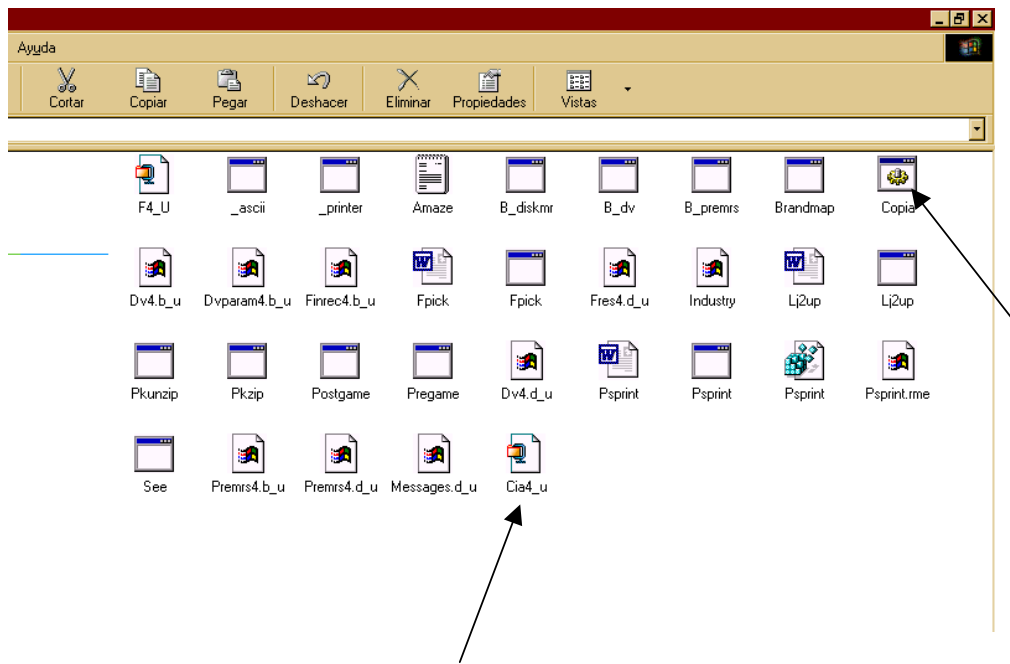 Ayuda
Cortar Copiar Pegar Deshacer Eliminar Propiedades Vistas
F4_U _ascii _printer Amaze B_diskmr B_dv B_premrs Brandmap Copia
Dv4.b_u Dvparam4.b_u Finrec4.b_u Fpick Fpick Fres4.d_u Industry Lj2up Lj2up
Pkunzip Pkzip Postgame Pregame Dv4.d_u Psprint Psprint Psprint Psprint.rme
See Premrs4.b_u Premrs4.d_u Messages.d_u Cia4_u